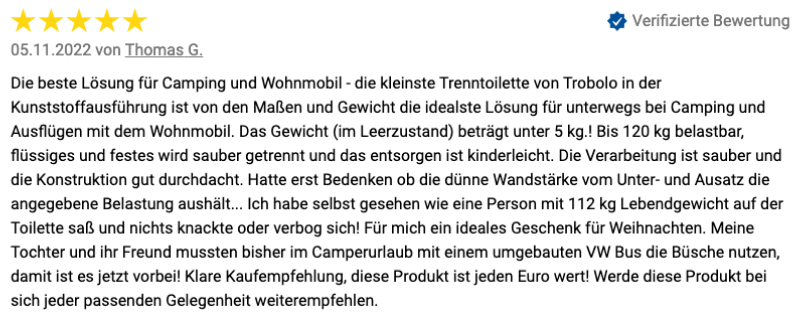 Verifizierte Bewertung
05.11.2022 von Thomas G.
Die beste Lösung für Camping und Wohnmobil - die kleinste Trenntoilette von Trobolo in der
Kunststoffausführung ist von den Maßen und Gewicht die idealste Lösung für unterwegs bei Camping und
Ausflügen mit dem Wohnmobil. Das Gewicht (im Leerzustand) beträgt unter 5 kg.! Bis 120 kg belastbar,
flüssiges und festes wird sauber getrennt und das entsorgen ist kinderleicht. Die Verarbeitung ist sauber und
die Konstruktion gut durchdacht. Hatte erst Bedenken ob die dünne Wandstärke vom Unter- und Ausatz die
angegebene Belastung aushält... Ich habe selbst gesehen wie eine Person mit 112 kg Lebendgewicht auf der
Toilette saß und nichts knackte oder verbog sich! Für mich ein ideales Geschenk für Weihnachten. Meine
Tochter und ihr Freund mussten bisher im Camperurlaub mit einem umgebauten VW Bus die Büsche nutzen,
damit ist es jetzt vorbei! Klare Kaufempfehlung, diese Produkt ist jeden Euro wert! Werde diese Produkt bei
sich jeder passenden Gelegenheit weiterempfehlen.